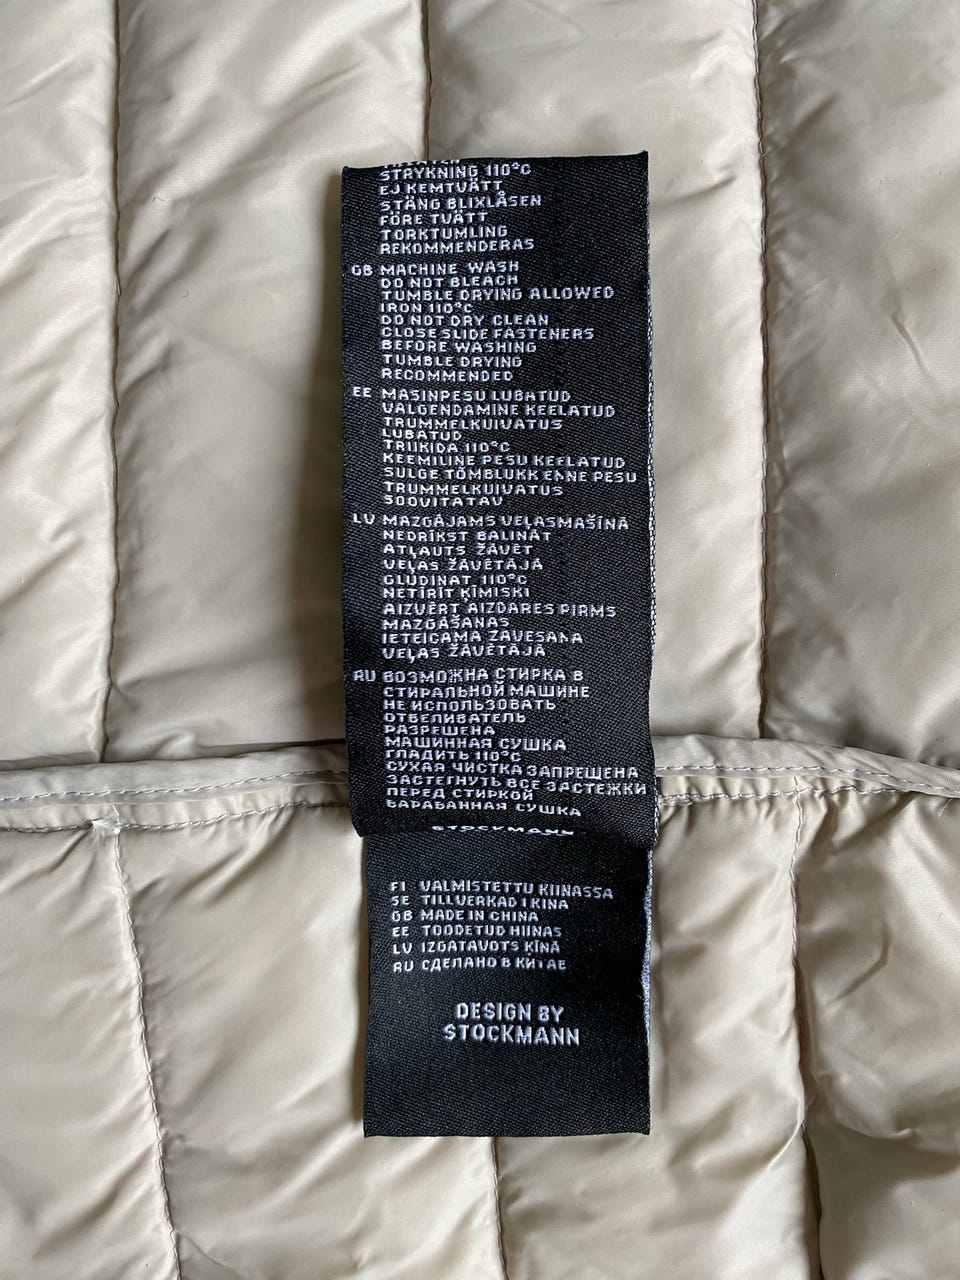 STRYKNING 110°C
EJ KEMTVÄTT
STÄNG BLIXLÅSEN
FÖRE TVÄTT
TORKTUMLING
REKOMMENDERAS
GB MACHINE WASH
DO NOT BLEACH
TUMBLE DRYING ALLOWED
IRON 110°C
DO NOT DRY CLEAN
CLOSE SLIDE FASTENERS
BEFORE WASHING
TUMBLE DRYING
RECOMMENDED
EE MASINPESU LUBATUD
VALGENDAMINE KEELATUD
TRUMMELKUIVATUS
LUBATUD
TRIIKIDA 110°C
KEEMILINE PESU KEELATUD
SULGE TÕMBLUKK ENNE PESU
TRUMMELKUIVATUS
SOOVITATAV
LV MAZGĀJAMS VEĻASMAŠĪNĀ
NEDRĪKST BALINĀT
ATĻAUTS ŽĀVĒT
VEĻAS ŽĀVĒTĀJĀ
GLUDINĀT 110°C
NETĪRĪT ĶĪMISKI
AIZVĒRT AIZDARES PIRMS
MAZGĀŠANAS
IETEICAMA ŽĀVĒŠANA
VEĻAS ŽĀVĒTĀJĀ
RU ВОЗМОЖНА СТИРКА В
СТИРАЛЬНОЙ МАШИНЕ
НЕ ИСПОЛЬЗОВАТЬ
ОТБЕЛИВАТЕЛЬ
РАЗРЕШЕНА
МАШИННАЯ СУШКА
ГЛАДИТЬ 110°C
СУХАЯ ЧИСТКА ЗАПРЕЩЕНА
ЗАСТЕГНУТЬ ВСЕ ЗАСТЕЖКИ
ПЕРЕД СТИРКОЙ
БАРАБАННАЯ СУШКА
STOCKMANN
FI VALMISTETTU KIINASSA
SE TILLVERKAD I KINA
GB MADE IN CHINA
EE TOODETUD HIINAS
LV IZGATAVOTS ĶĪNĀ
RU СДЕЛАНО В КИТАЕ
DESIGN BY
STOCKMANN